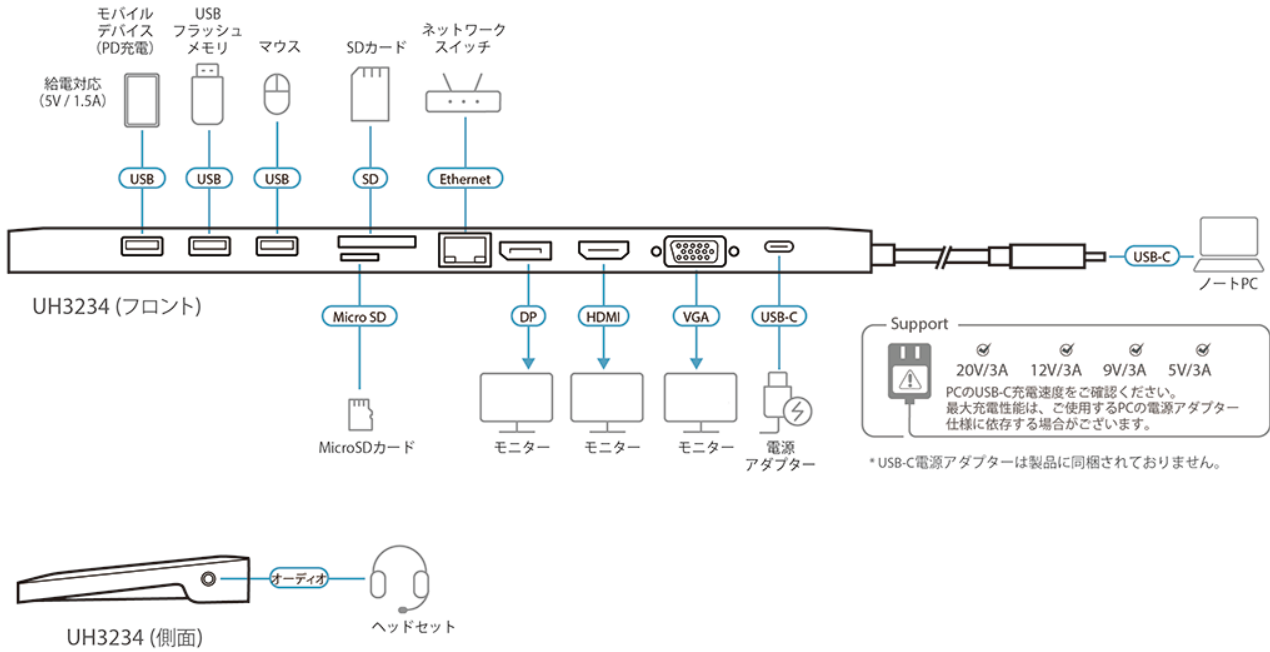 モバイル
デバイス
（PD充電）
USB
フラッシュ
メモリ
マウス
SDカード
ネットワーク
スイッチ
給電対応
（5V / 1.5A）
USB
USB
USB
SD
Ethernet
USB-C
ノートPC
UH3234 (フロント)
Micro SD
DP
HDMI
VGA
USB-C
MicroSDカード
モニター
モニター
モニター
電源
アダプター
Support
20V/3A
12V/3A
9V/3A
5V/3A
PCのUSB-C充電速度をご確認ください。
最大充電性能は、ご使用するPCの電源アダプター
仕様に依存する場合がございます。
* USB-C電源アダプターは製品に同梱されておりません。
オーディオ
ヘッドセット
UH3234 (側面)